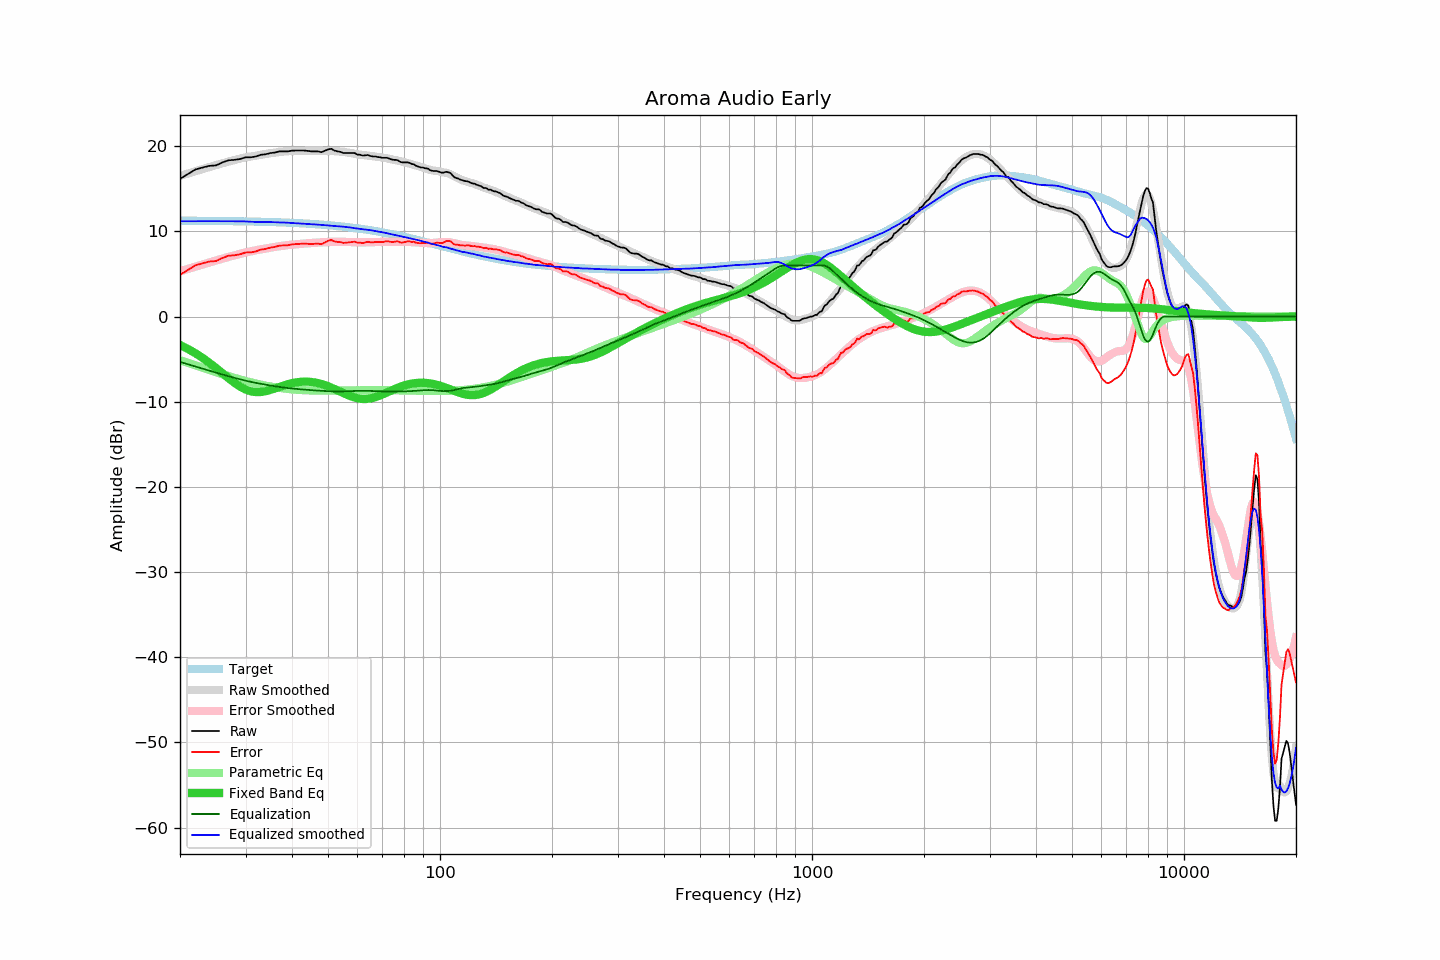 Aroma Audio Early
20
10
0
−10
−20
−30
−40
−50
−60
Amplitude (dBr)
Target
Raw Smoothed
Error Smoothed
Raw
Error
Parametric Eq
Fixed Band Eq
Equalization
Equalized smoothed
100
1000
10000
Frequency (Hz)